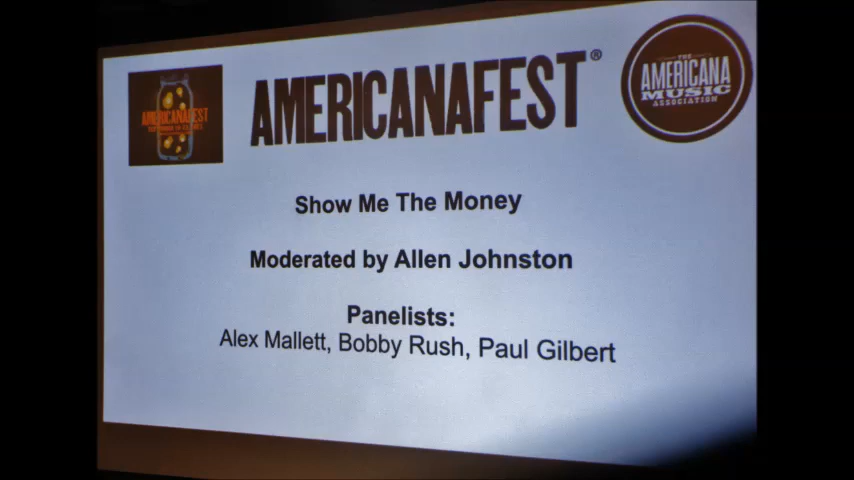 AMERICANAFEST
AMERICANAFEST®
THE
AMERICANA
MUSIC
ASSOCIATION
Show Me The Money
Moderated by Allen Johnston
Panelists:
Alex Mallett, Bobby Rush, Paul Gilbert